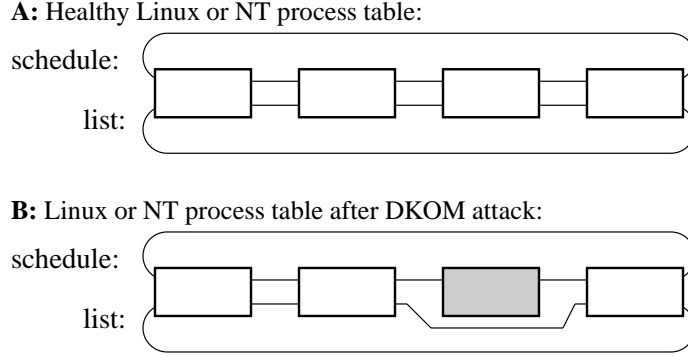 A: Healthy Linux or NT process table:
schedule:
list:
B: Linux or NT process table after DKOM attack:
schedule:
list: